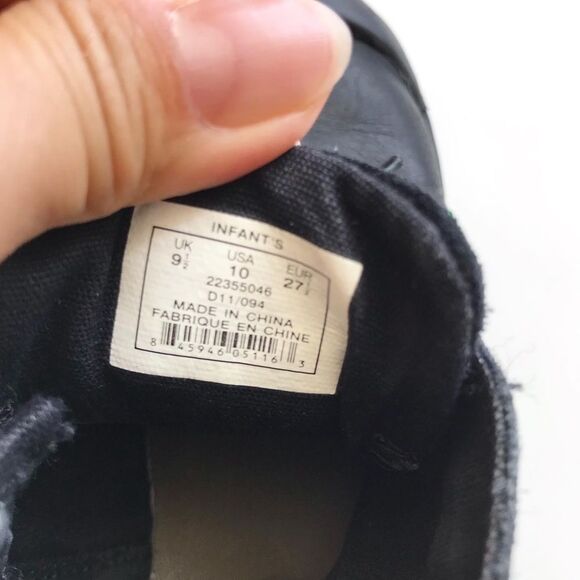 INFANT'S
UK USA EUR
9½ 10 27½
22355046
D11/094
MADE IN CHINA
FABRIQUE EN CHINE
8 45946 05116 3